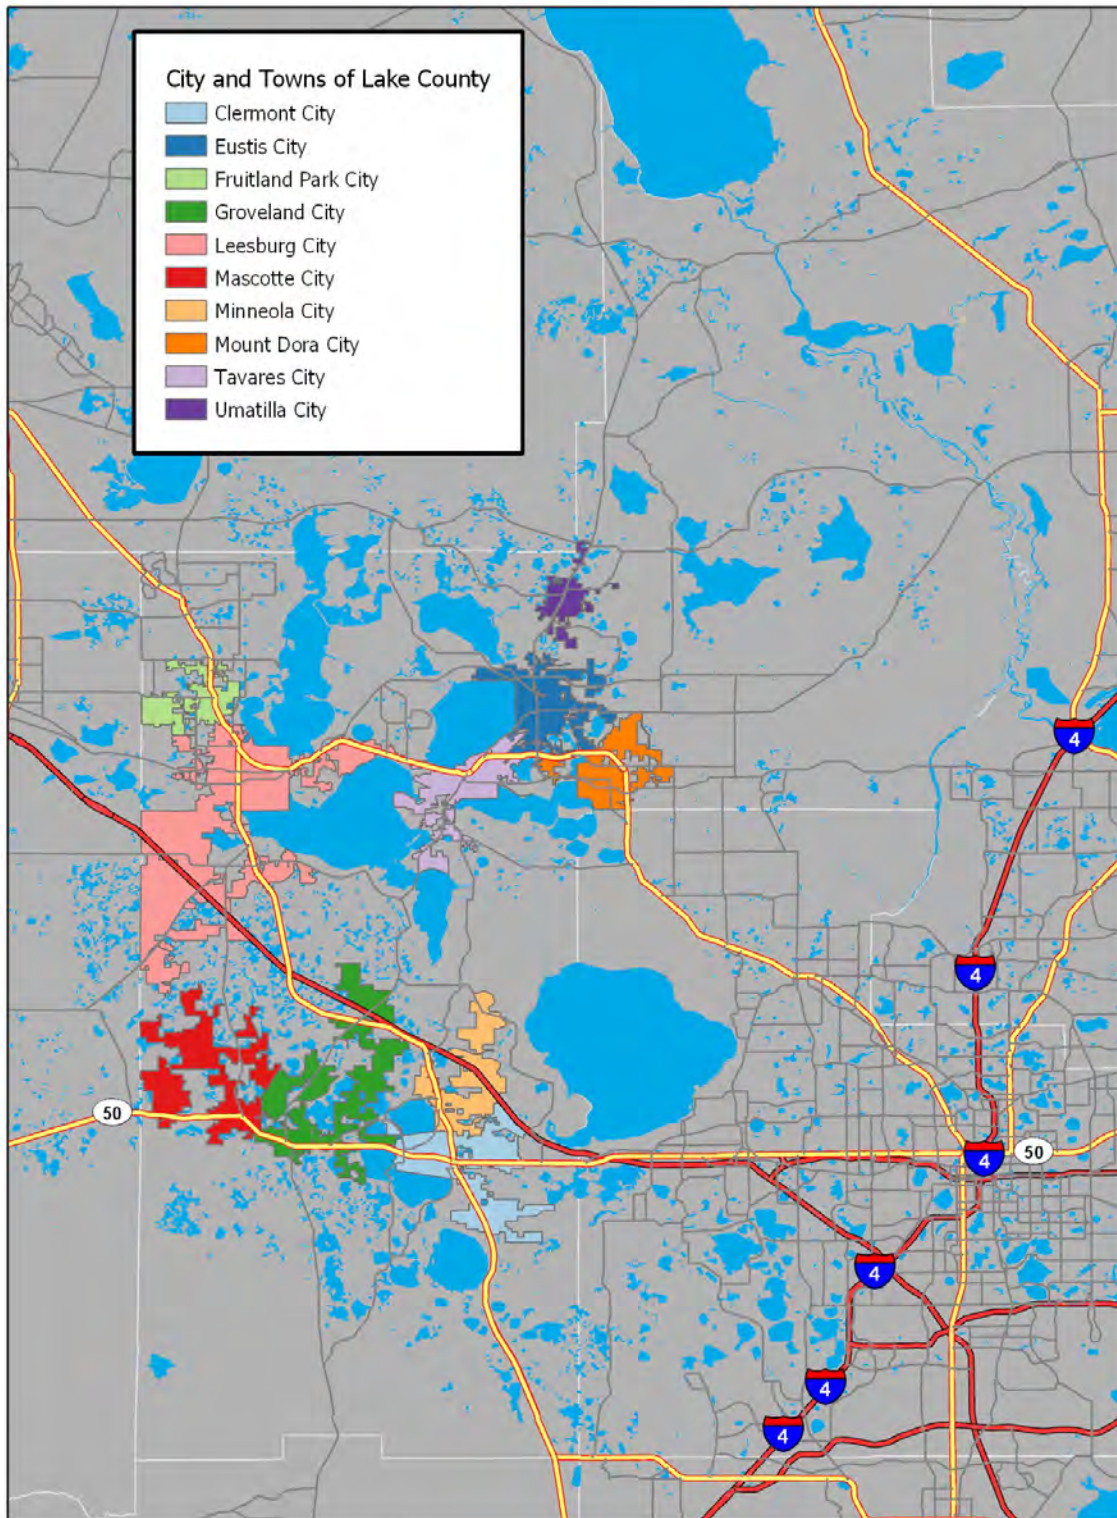 City and Towns of Lake County
Clermont City
Eustis City
Fruitland Park City
Groveland City
Leesburg City
Mascotte City
Minneola City
Mount Dora City
Tavares City
Umatilla City
4
4
50
4
50
4
4
4